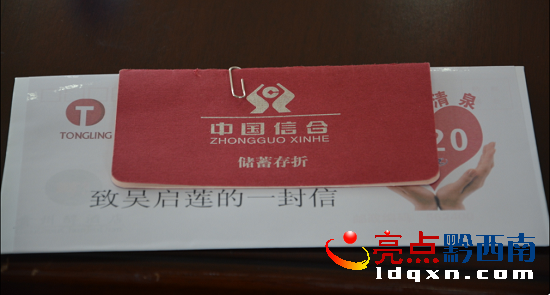 中国信合
ZHONGGUO XINHE
储蓄存折
T
TONGLING
清泉
20
致吴启莲的一封信
亮点黔西南
ldqxn.com